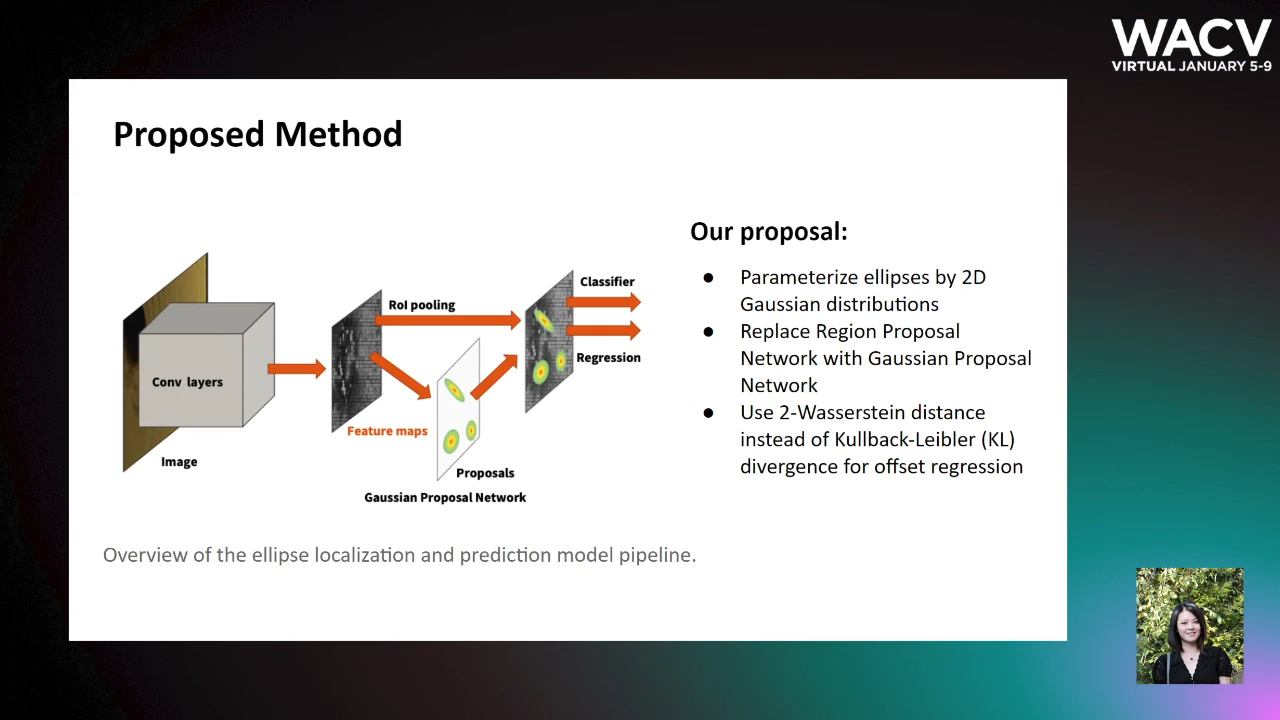 WACV
VIRTUAL JANUARY 5-9
Proposed Method
Classifier
RoI pooling
Conv layers
Regression
Feature maps
Image
Proposals
Gaussian Proposal Network
Overview of the ellipse localization and prediction model pipeline.
Our proposal:
● Parameterize ellipses by 2D
Gaussian distributions
● Replace Region Proposal
Network with Gaussian Proposal
Network
● Use 2-Wasserstein distance
instead of Kullback-Leibler (KL)
divergence for offset regression